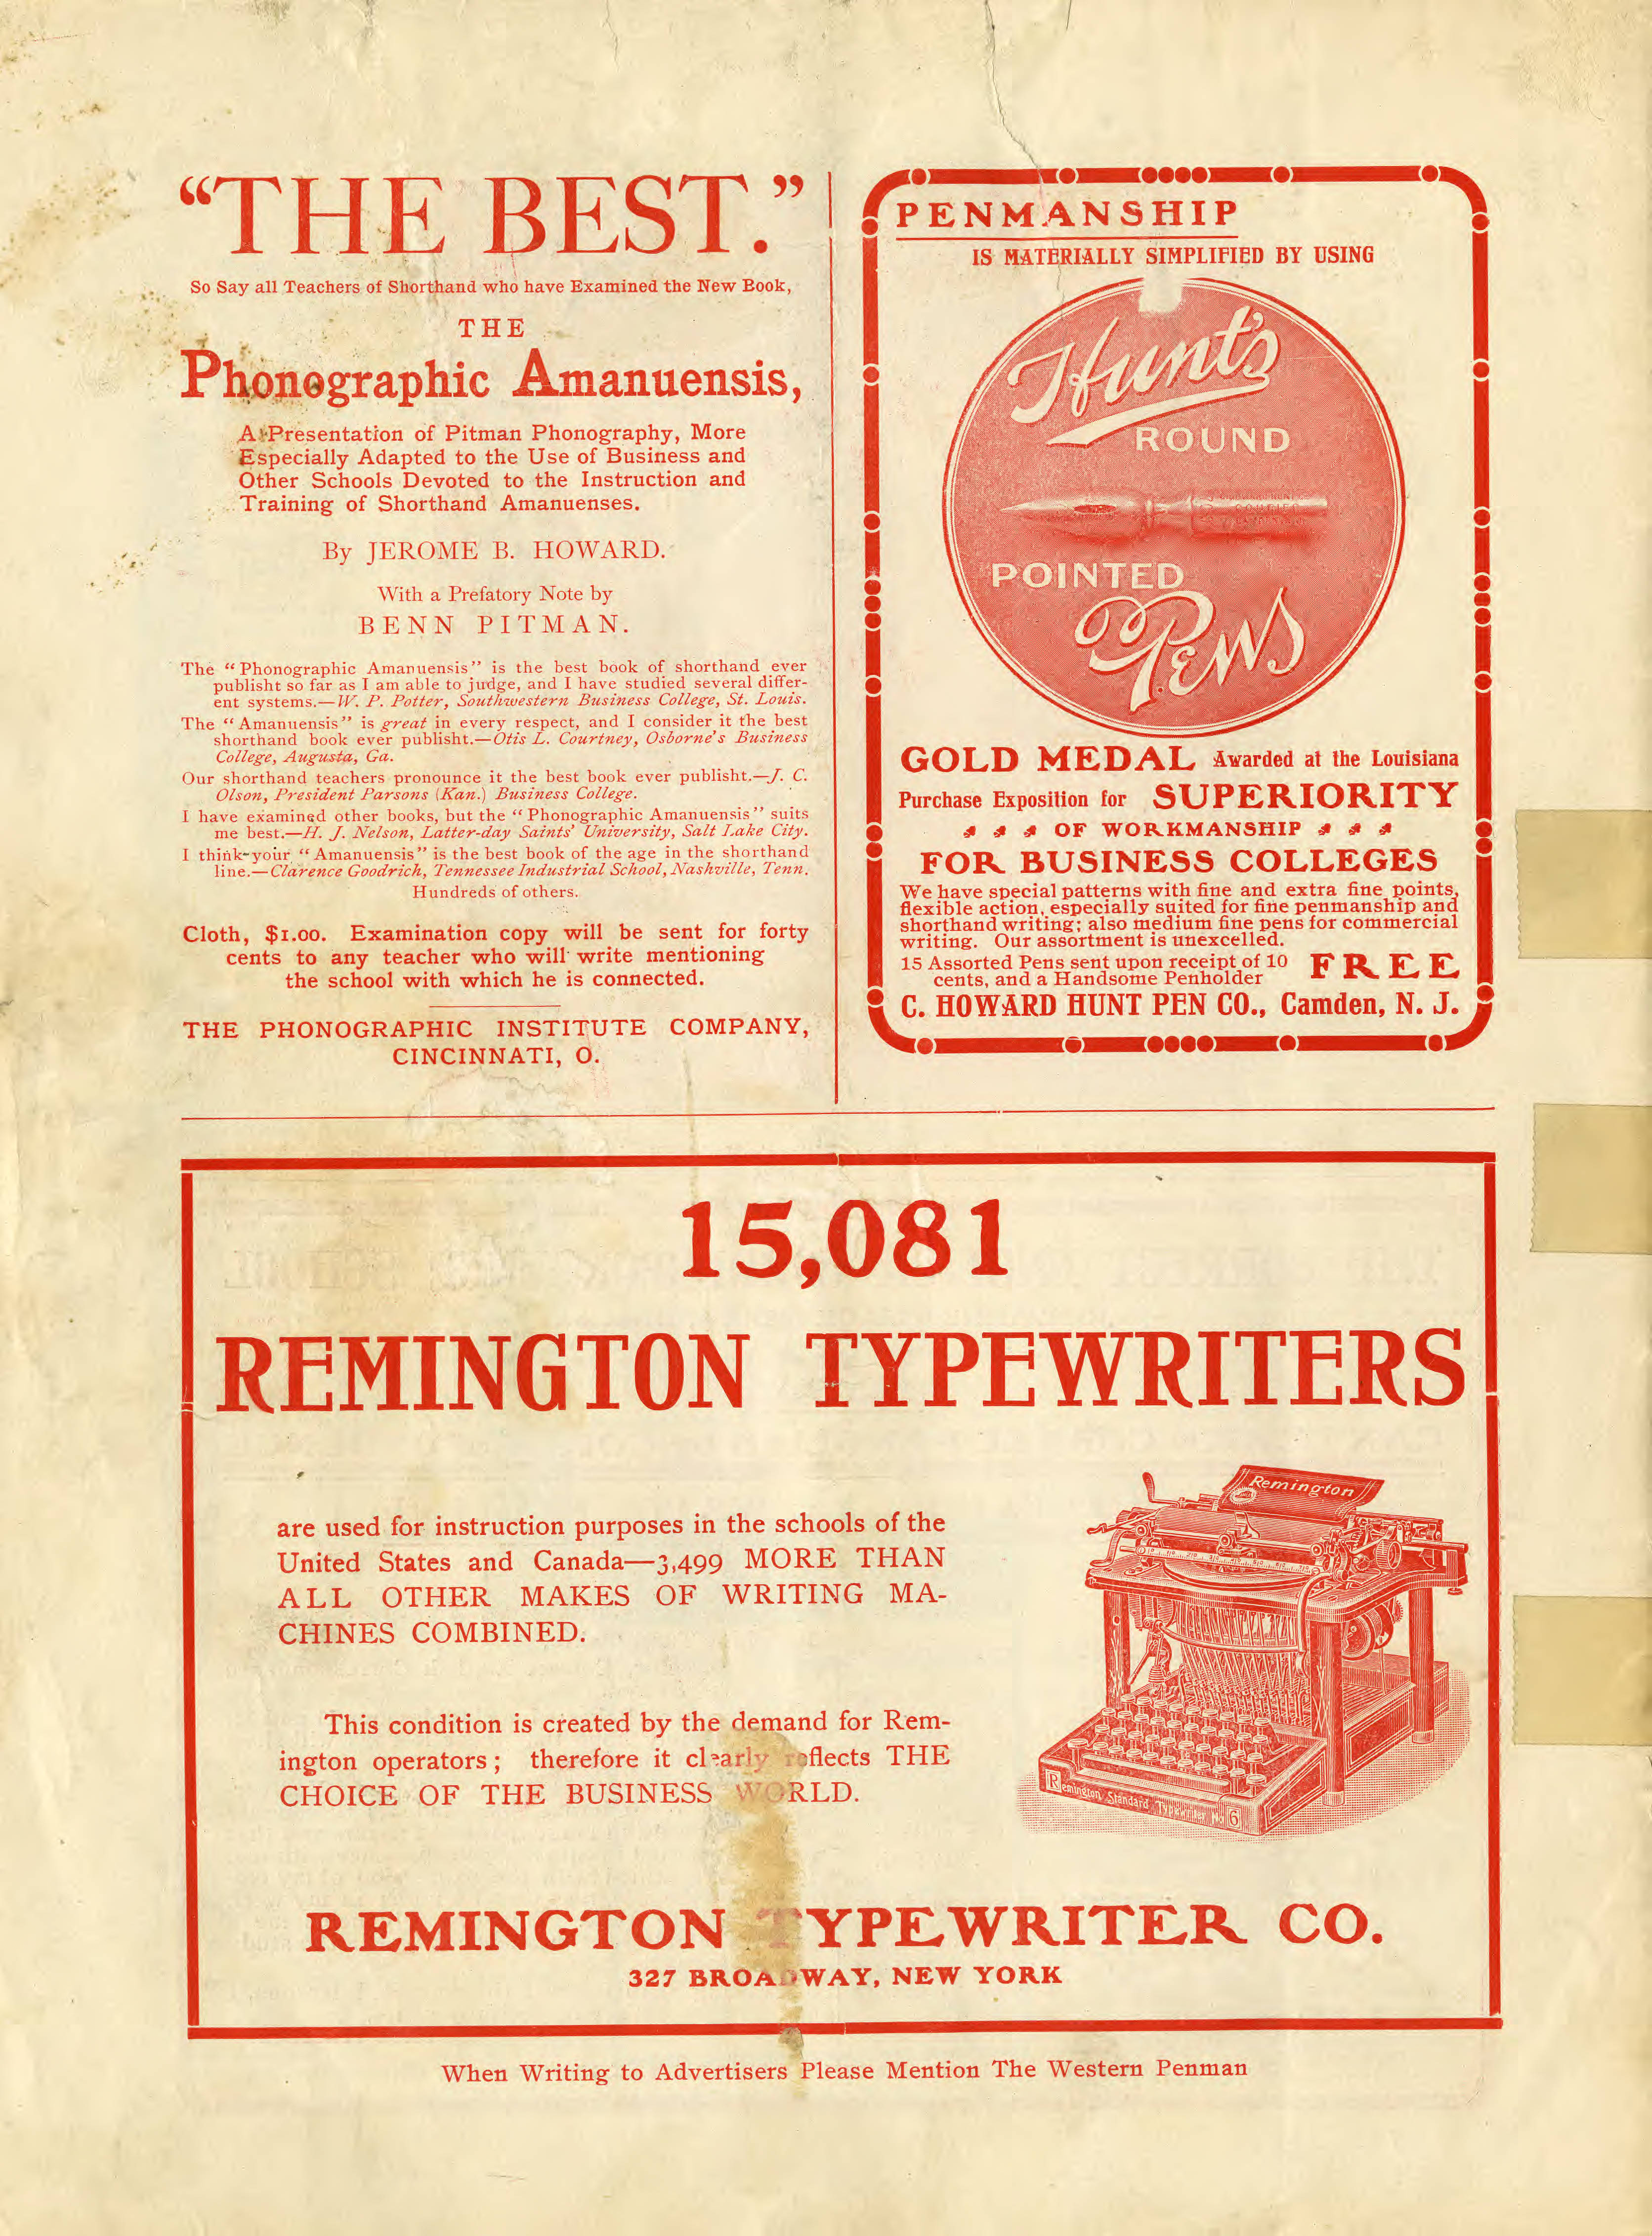 “THE BEST.”
So Say all Teachers of Shorthand who have Examined the New Book,
THE
Phonographic Amanuensis,
A Presentation of Pitman Phonography, More
Especially Adapted to the Use of Business and
Other Schools Devoted to the Instruction and
Training of Shorthand Amanuenses.
By JEROME B. HOWARD.
With a Prefatory Note by
BENN PITMAN.
The “Phonographic Amanuensis” is the best book of shorthand ever
publisht so far as I am able to judge, and I have studied several differ-
ent systems.—W. P. Potter, Southwestern Business College, St. Louis.
The “Amanuensis” is great in every respect, and I consider it the best
shorthand book ever publisht.—Otis L. Courtney, Osborne's Business
College, Augusta, Ga.
Our shorthand teachers pronounce it the best book ever publisht.—J. C.
Olson, President Parsons (Kan.) Business College.
I have examined other books, but the “Phonographic Amanuensis” suits
me best.—H. J. Nelson, Latter-day Saints' University, Salt Lake City.
I think your “Amanuensis” is the best book of the age in the shorthand
line.—Clarence Goodrich, Tennessee Industrial School, Nashville, Tenn.
Hundreds of others.
Cloth, $1.00. Examination copy will be sent for forty
cents to any teacher who will write mentioning
the school with which he is connected.
THE PHONOGRAPHIC INSTITUTE COMPANY,
CINCINNATI, O.
PENMANSHIP
IS MATERIALLY SIMPLIFIED BY USING
Hunt's
ROUND
POINTED
PENS
GOLD MEDAL Awarded at the Louisiana
Purchase Exposition for SUPERIORITY
OF WORKMANSHIP
FOR BUSINESS COLLEGES
We have special patterns with fine and extra fine points,
flexible action, especially suited for fine penmanship and
shorthand writing; also medium fine pens for commercial
writing. Our assortment is unexcelled.
15 Assorted Pens sent upon receipt of 10
cents, and a Handsome Penholder FREE
C. HOWARD HUNT PEN CO., Camden, N. J.
15,081
REMINGTON TYPEWRITERS
are used for instruction purposes in the schools of the
United States and Canada—3,499 MORE THAN
ALL OTHER MAKES OF WRITING MA-
CHINES COMBINED.
This condition is created by the demand for Rem-
ington operators; therefore it clearly reflects THE
CHOICE OF THE BUSINESS WORLD.
Remington
Remington Standard Typewriter No 6
REMINGTON TYPEWRITER CO.
327 BROADWAY, NEW YORK
When Writing to Advertisers Please Mention The Western Penman